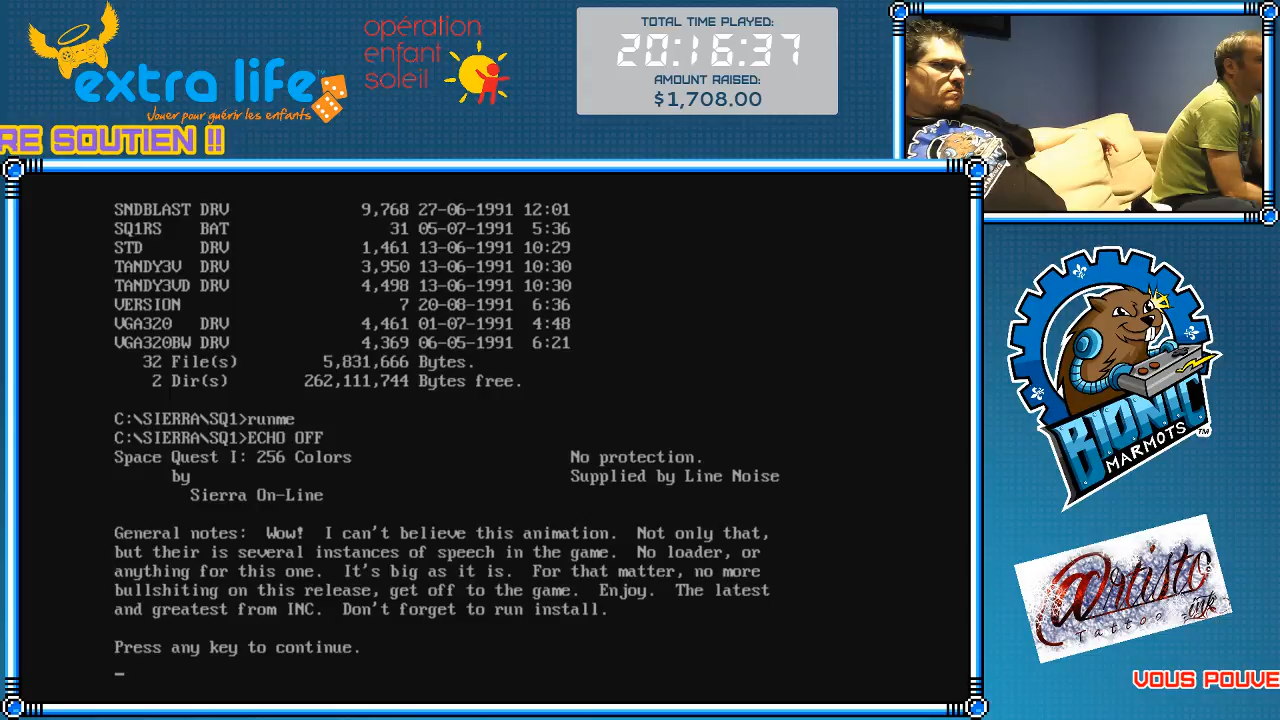 extra life™
Jouer pour guérir les enfants
opération
enfant
soleil
TOTAL TIME PLAYED:
20:16:37
AMOUNT RAISED:
$1,708.00
RE SOUTIEN !!
SNDBLAST DRV 9,768 27-06-1991 12:01
SQ1RS BAT 31 05-07-1991 5:36
STD DRV 1,461 13-06-1991 10:29
TANDY3V DRV 3,950 13-06-1991 10:30
TANDY3VD DRV 4,498 13-06-1991 10:30
VERSION 7 20-08-1991 6:36
VGA320 DRV 4,461 01-07-1991 4:48
VGA320BW DRV 4,369 06-05-1991 6:21
32 File(s) 5,831,666 Bytes.
2 Dir(s) 262,111,744 Bytes free.
C:\SIERRA\SQ1>runme
C:\SIERRA\SQ1>ECHO OFF
Space Quest I: 256 Colors No protection.
by Supplied by Line Noise
Sierra On-Line
General notes: Wow! I can't believe this animation. Not only that,
but their is several instances of speech in the game. No loader, or
anything for this one. It's big as it is. For that matter, no more
bullshiting on this release, get off to the game. Enjoy. The latest
and greatest from INC. Don't forget to run install.
Press any key to continue.
_
BIONIC
MARMOTS™
@rtisto
Tattoo ink
VOUS POUVE